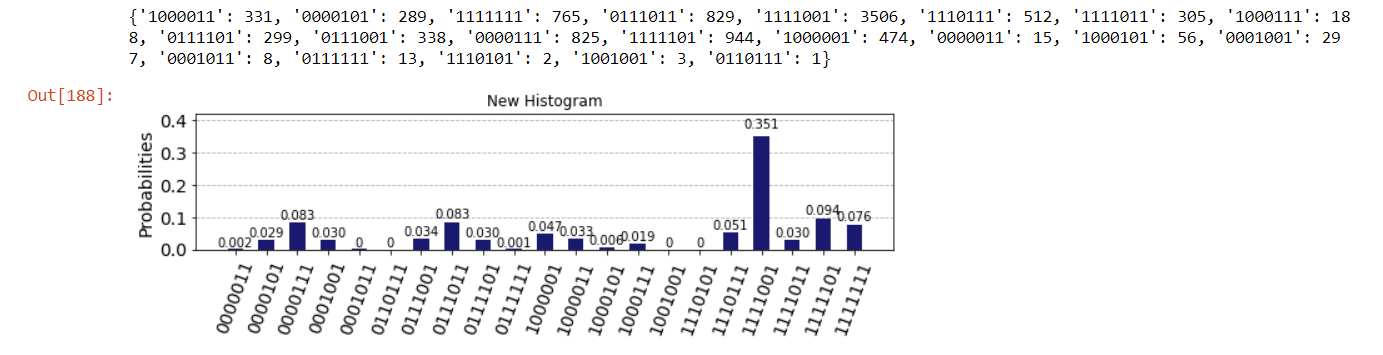 {'1000011': 331, '0000101': 289, '1111111': 765, '0111011': 829, '1111001': 3506, '1110111': 512, '1111011': 305, '1000111': 18
8, '0111101': 299, '0111001': 338, '0000111': 825, '1111101': 944, '1000001': 474, '0000011': 15, '1000101': 56, '0001001': 29
7, '0001011': 8, '0111111': 13, '1110101': 2, '1001001': 3, '0110111': 1}
Out[188]:
New Histogram
Probabilities
0.4
0.3
0.2
0.1
0.0
0.002 0.029 0.083 0.030 0 0 0.034 0.083 0.030 0.001 0.047 0.033 0.006 0.019 0 0 0.051 0.351 0.030 0.094 0.076
0000011 0000101 0000111 0001001 0001011 0110111 0111001 0111011 0111101 0111111 1000001 1000011 1000101 1000111 1001001 1110101 1110111 1111001 1111011 1111101 1111111